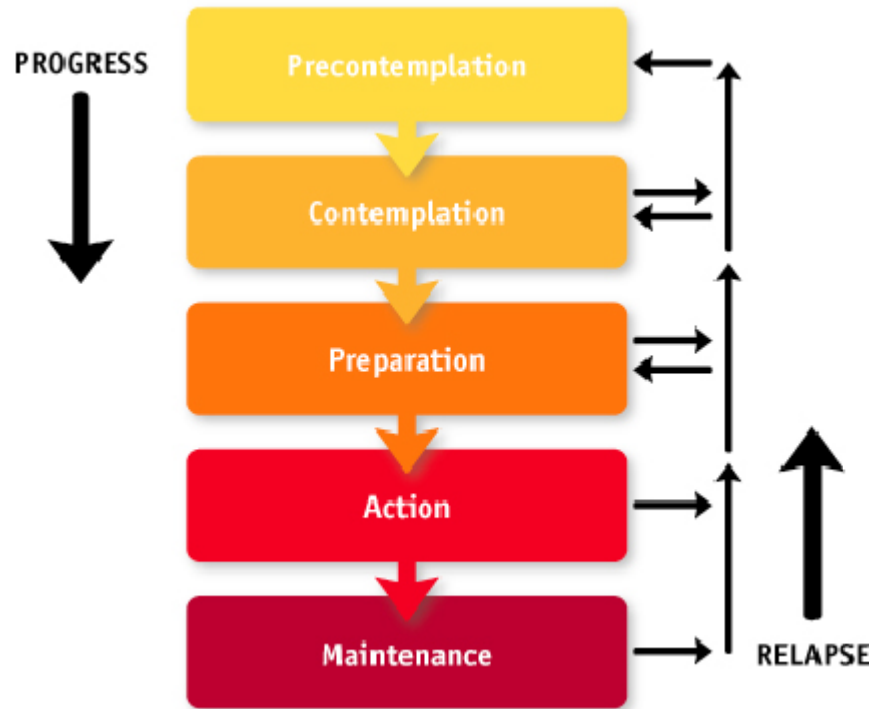 PROGRESS
Precontemplation
Contemplation
Preparation
Action
Maintenance
RELAPSE